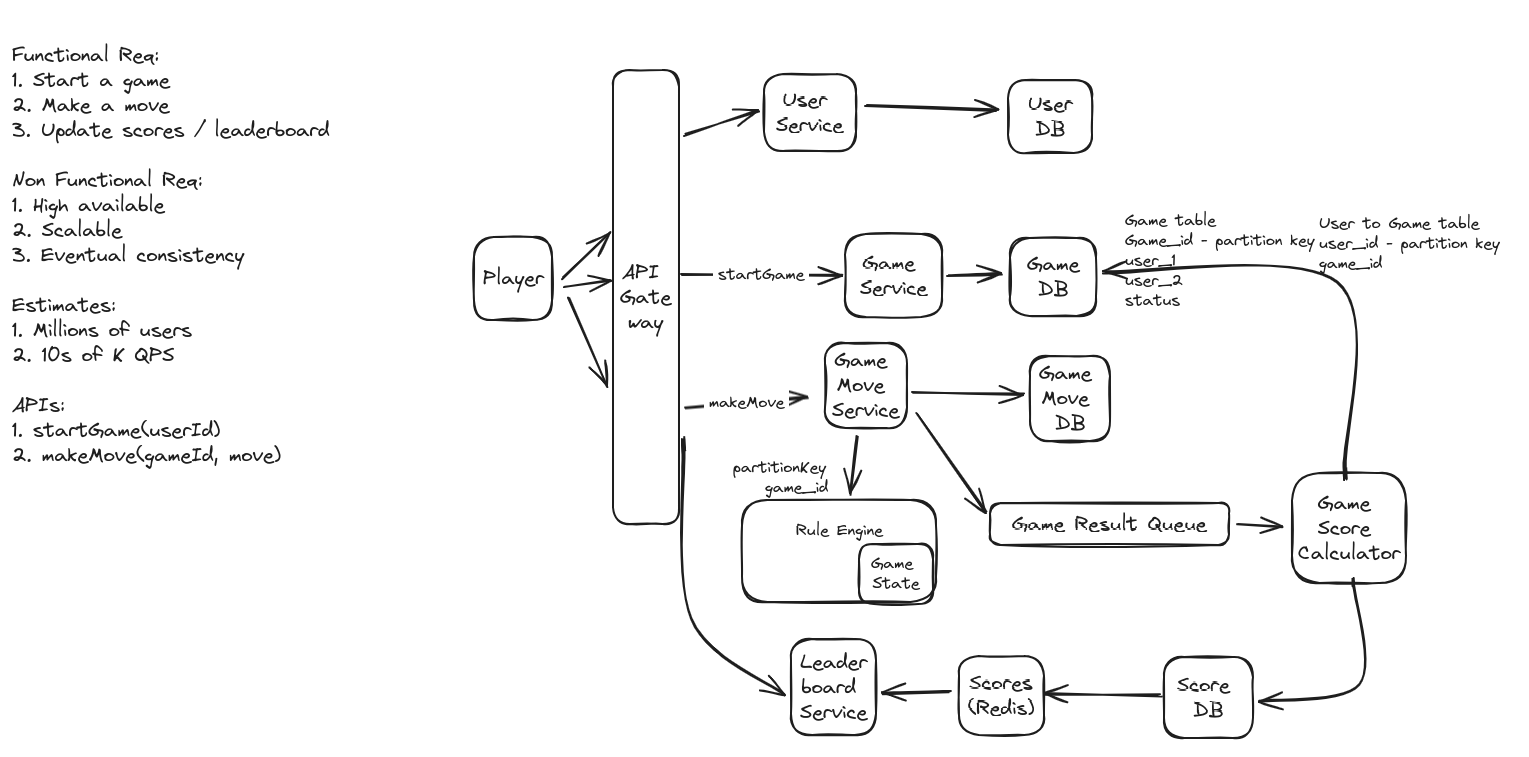 Functional Req:
1. Start a game
2. Make a move
3. Update scores / leaderboard
Non Functional Req:
1. High available
2. Scalable
3. Eventual consistency
Estimates:
1. Millions of users
2. 10s of K QPS
APIs:
1. startGame(userId)
2. makeMove(gameId, move)
Player
API
Gate
way
User
Service
User
DB
startGame
Game
Service
Game
DB
Game table
Game_id - partition key
user_1
user_2
status
User to Game table
user_id - partition key
game_id
makeMove
Game
Move
Service
Game
Move
DB
partitionKey
game_id
Rule Engine
Game
State
Game Result Queue
Game
Score
Calculator
Leader
board
Service
Scores
(Redis)
Score
DB